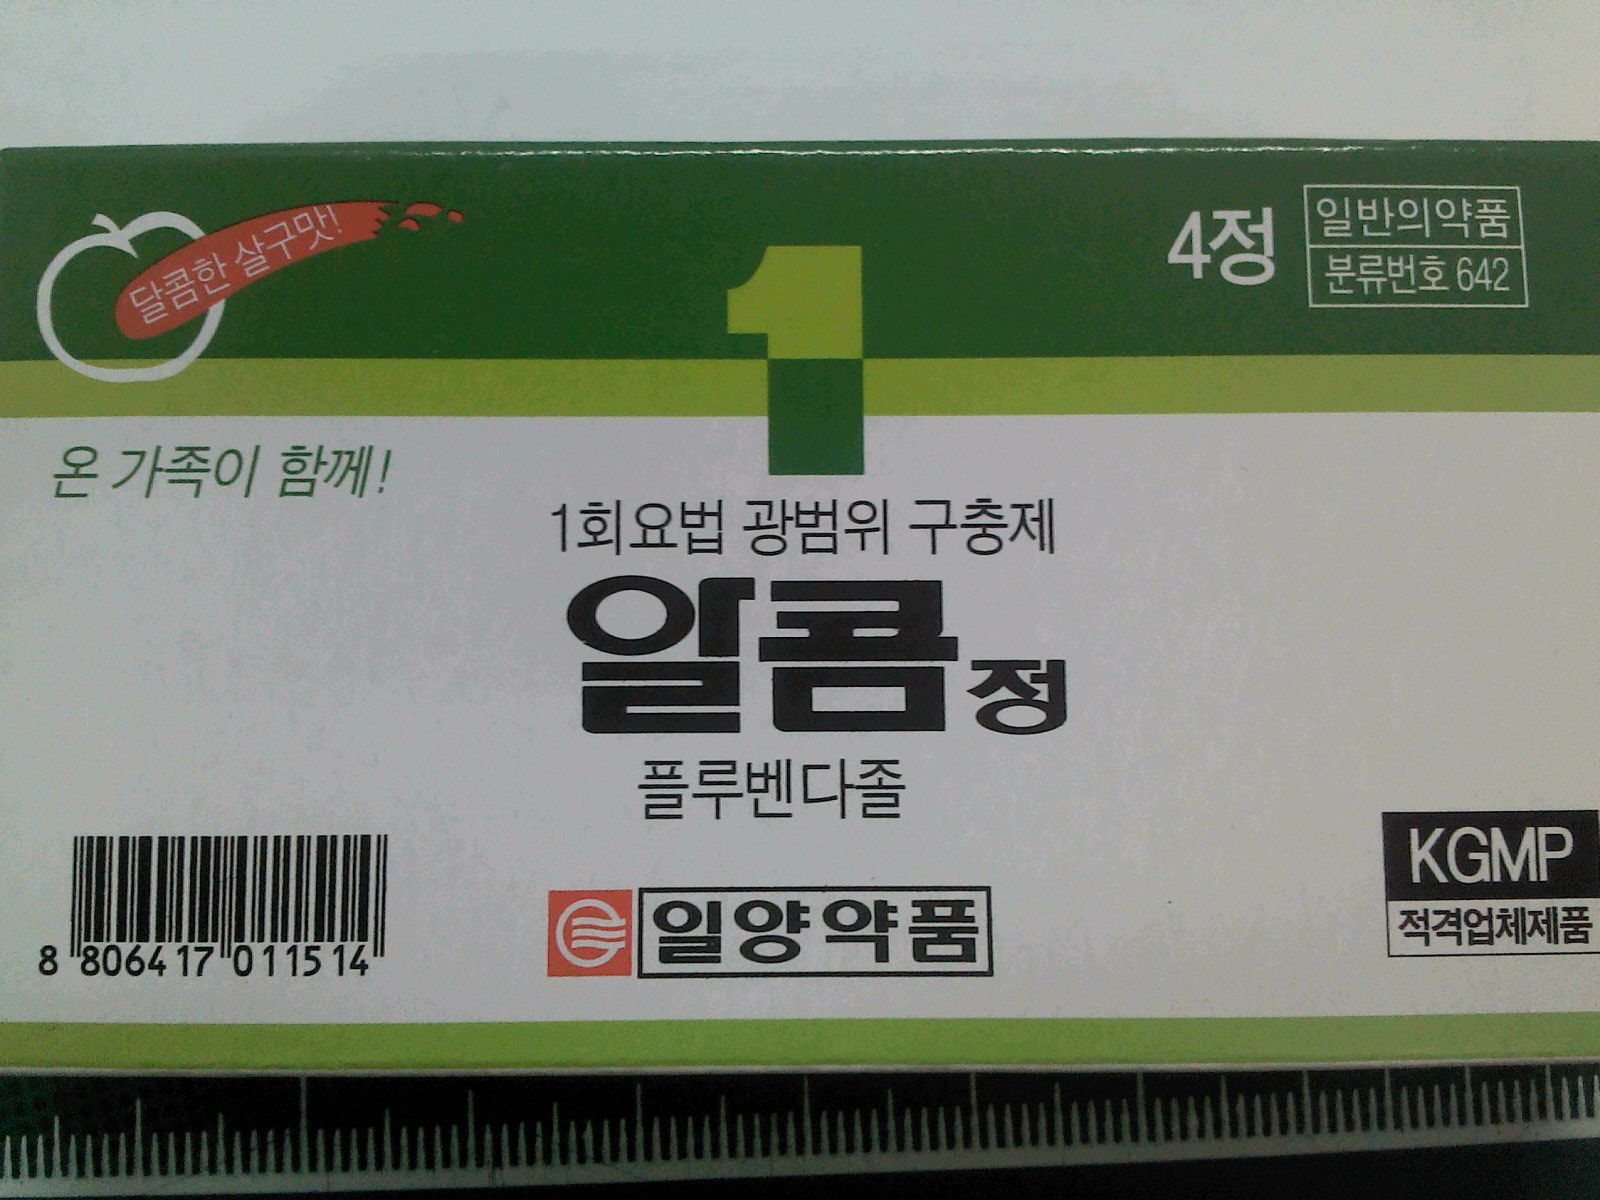 달콤한 살구맛!
1
4정
일반의약품
분류번호 642
온 가족이 함께!
1회요법 광범위 구충제
알콤정
플루벤다졸
8 806417 011514
일양약품
KGMP
적격업체제품